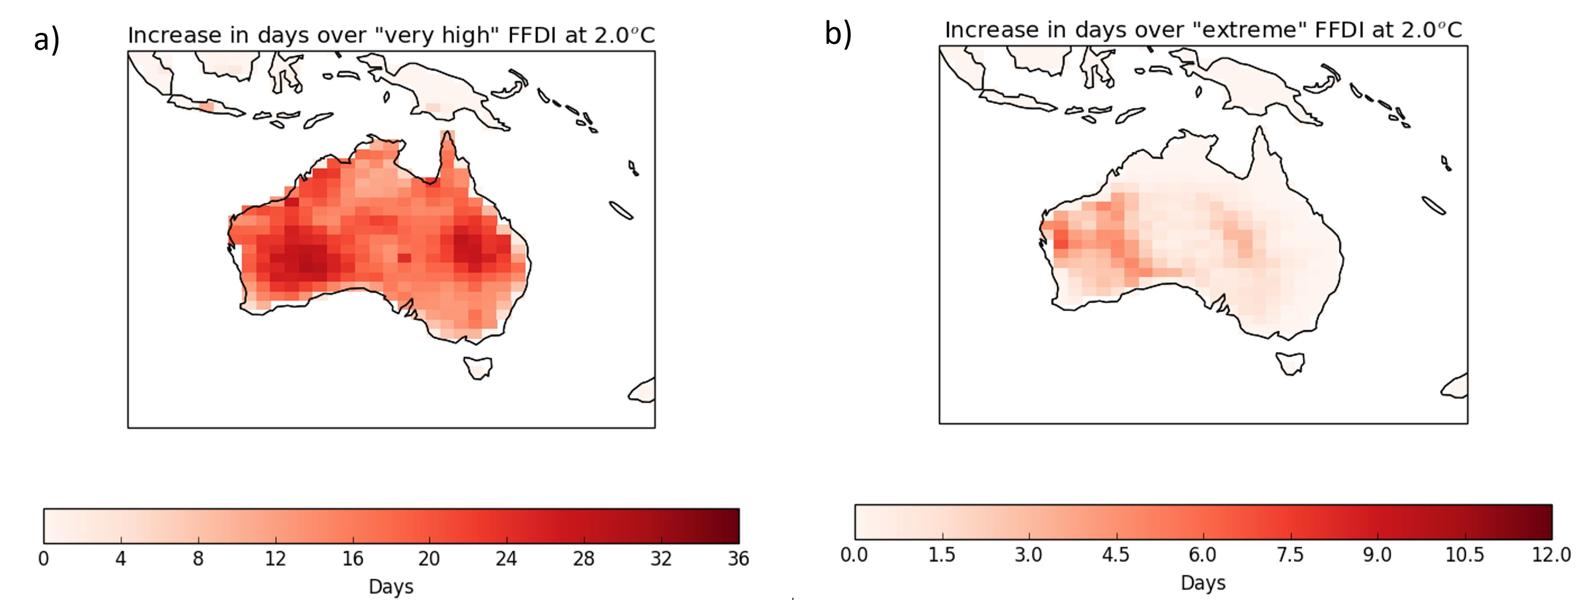 a)
Increase in days over "very high" FFDI at 2.0°C
0 4 8 12 16 20 24 28 32 36
Days
b)
Increase in days over "extreme" FFDI at 2.0°C
0.0 1.5 3.0 4.5 6.0 7.5 9.0 10.5 12.0
Days